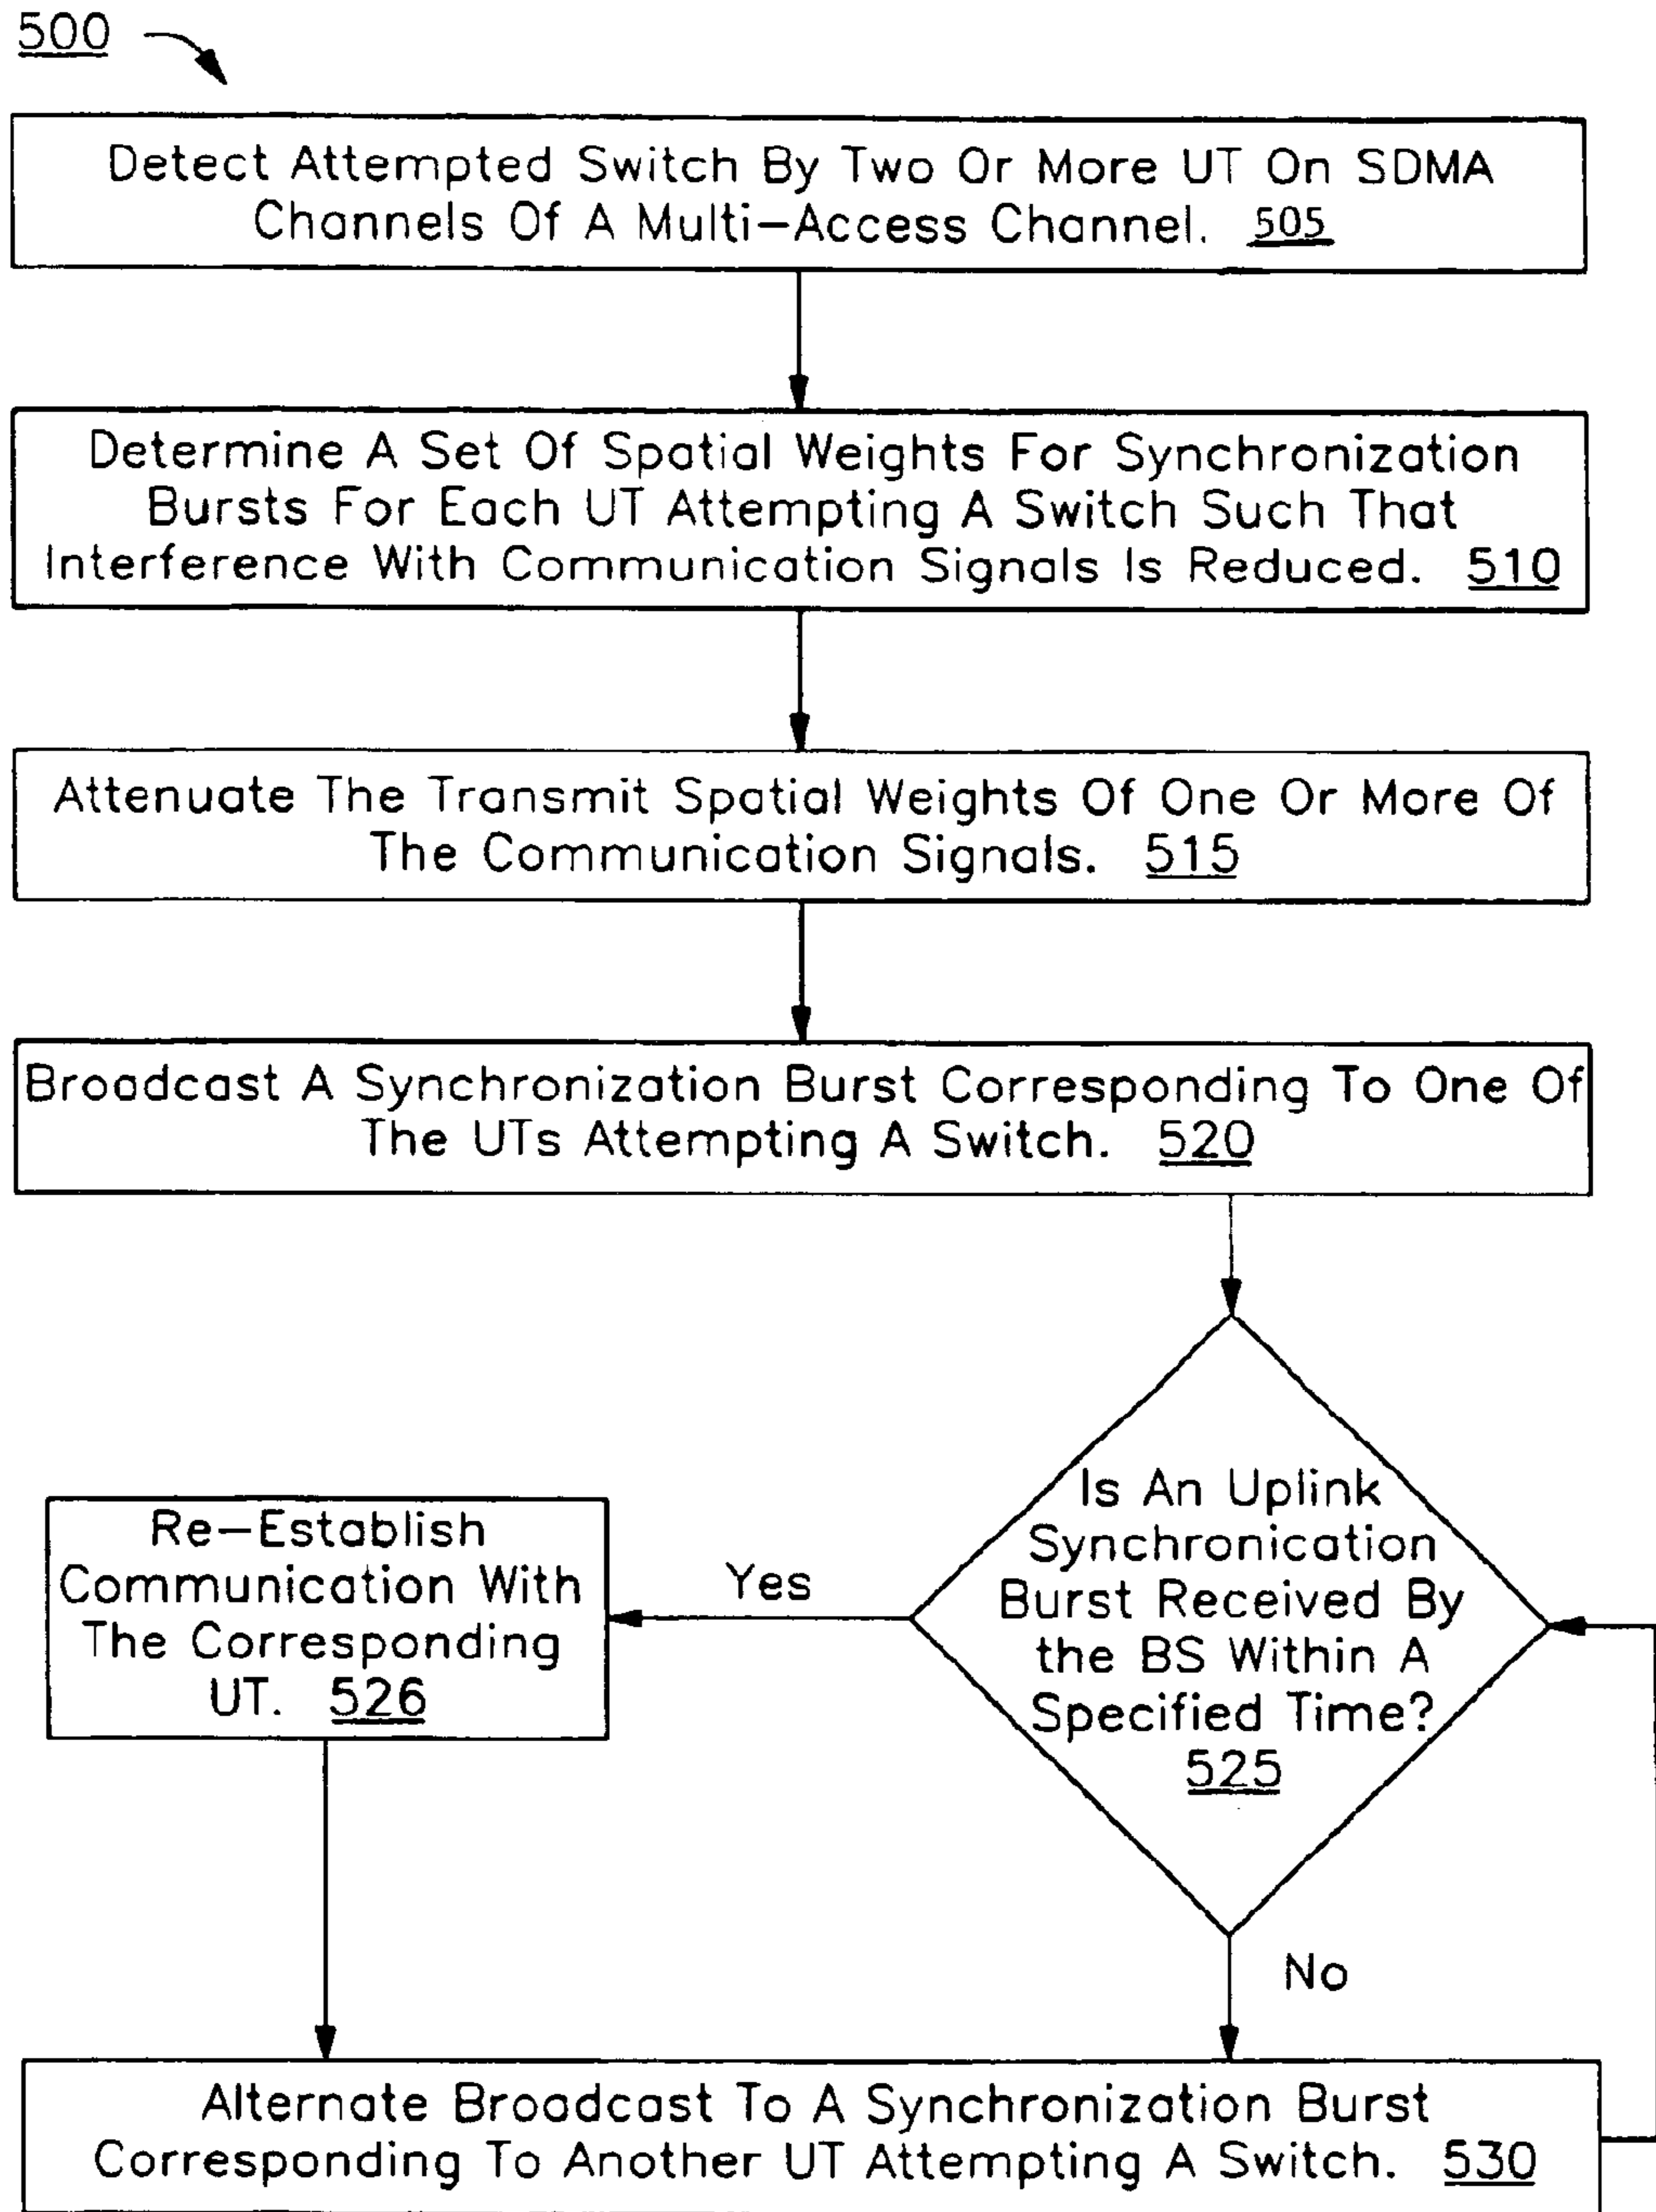 500
Detect Attempted Switch By Two Or More UT On SDMA
Channels Of A Multi-Access Channel. 505
Determine A Set Of Spatial Weights For Synchronization
Bursts For Each UT Attempting A Switch Such That
Interference With Communication Signals Is Reduced. 510
Attenuate The Transmit Spatial Weights Of One Or More Of
The Communication Signals. 515
Broadcast A Synchronization Burst Corresponding To One Of
The UTs Attempting A Switch. 520
Is An Uplink
Synchronication
Burst Received By
the BS Within A
Specified Time?
525
Yes
Re-Establish
Communication With
The Corresponding
UT. 526
No
Alternate Broadcast To A Synchronization Burst
Corresponding To Another UT Attempting A Switch. 530